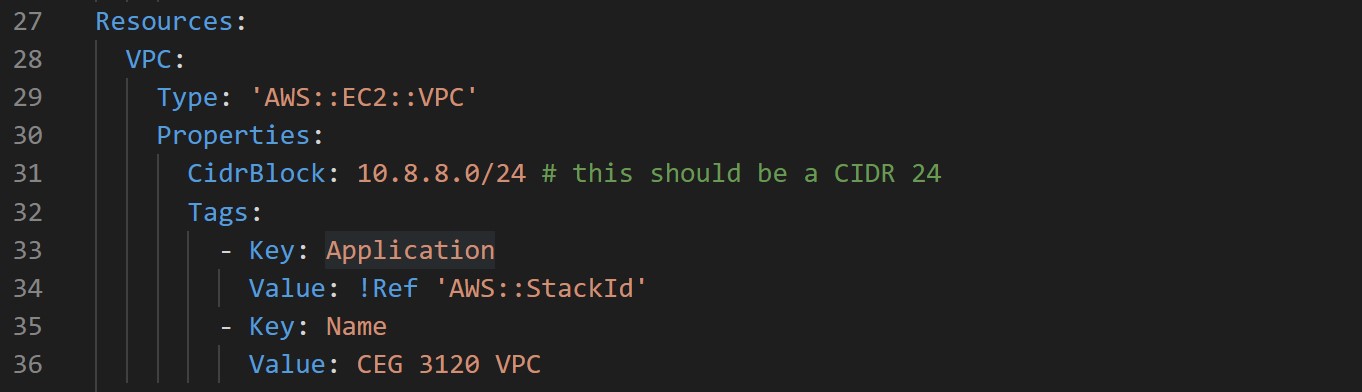 27 Resources:
28 VPC:
29 Type: 'AWS::EC2::VPC'
30 Properties:
31 CidrBlock: 10.8.8.0/24 # this should be a CIDR 24
32 Tags:
33 - Key: Application
34 Value: !Ref 'AWS::StackId'
35 - Key: Name
36 Value: CEG 3120 VPC